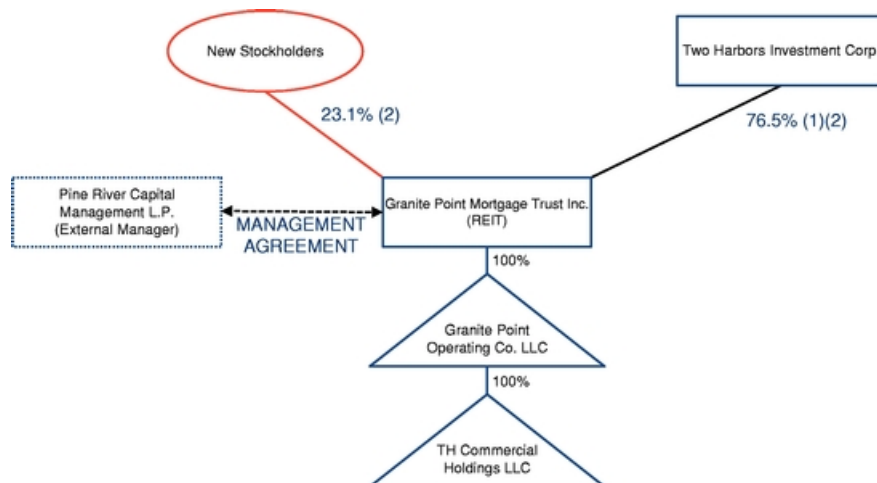 New Stockholders
Two Harbors Investment Corp
23.1% (2)
76.5% (1)(2)
Pine River Capital
Management L.P.
(External Manager)
MANAGEMENT
AGREEMENT
Granite Point Mortgage Trust Inc.
(REIT)
100%
Granite Point
Operating Co. LLC
100%
TH Commercial
Holdings LLC